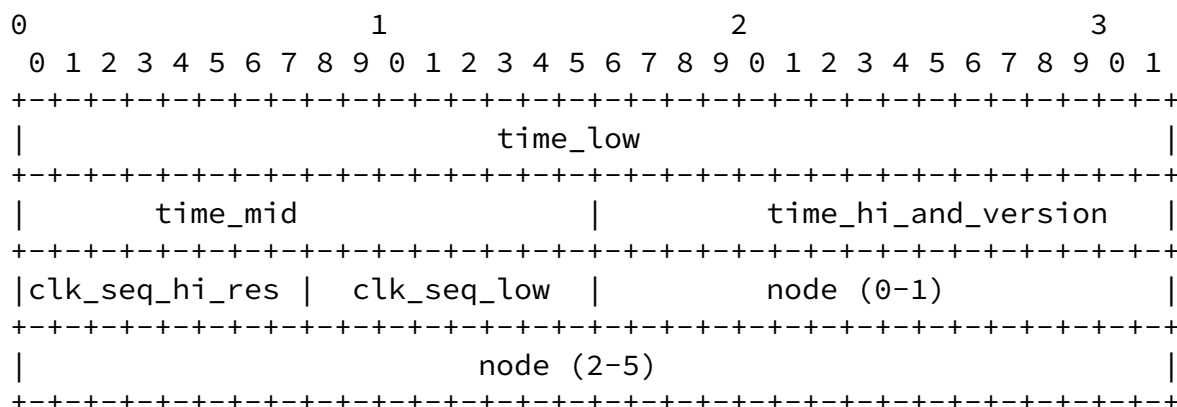 0                   1                   2                   3
 0 1 2 3 4 5 6 7 8 9 0 1 2 3 4 5 6 7 8 9 0 1 2 3 4 5 6 7 8 9 0 1
+-+-+-+-+-+-+-+-+-+-+-+-+-+-+-+-+-+-+-+-+-+-+-+-+-+-+-+-+-+-+-+-+
|                          time_low                             |
+-+-+-+-+-+-+-+-+-+-+-+-+-+-+-+-+-+-+-+-+-+-+-+-+-+-+-+-+-+-+-+-+
|       time_mid                |         time_hi_and_version   |
+-+-+-+-+-+-+-+-+-+-+-+-+-+-+-+-+-+-+-+-+-+-+-+-+-+-+-+-+-+-+-+-+
|clk_seq_hi_res |  clk_seq_low  |         node (0-1)            |
+-+-+-+-+-+-+-+-+-+-+-+-+-+-+-+-+-+-+-+-+-+-+-+-+-+-+-+-+-+-+-+-+
|                         node (2-5)                            |
+-+-+-+-+-+-+-+-+-+-+-+-+-+-+-+-+-+-+-+-+-+-+-+-+-+-+-+-+-+-+-+-+